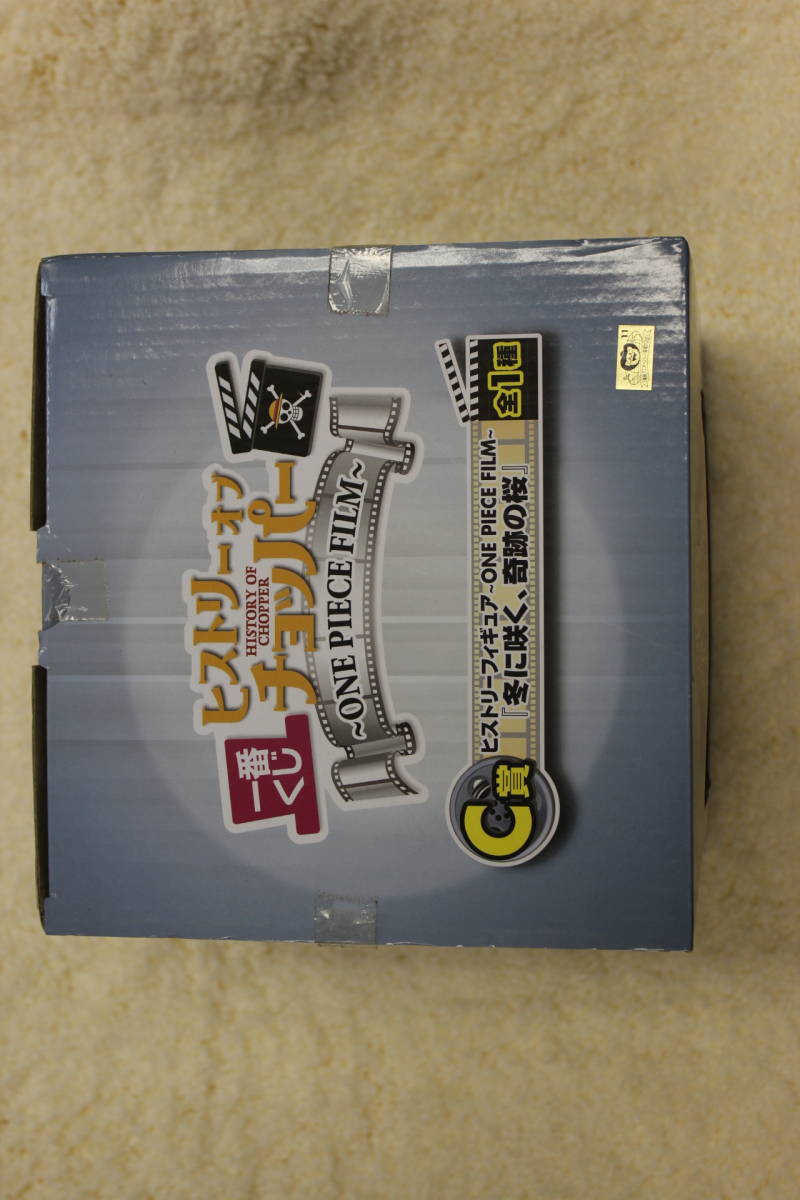 一番
くじ
ヒストリーオブ
HISTORY OF
CHOPPER
チョッパー
~ONE PIECE FILM~
C賞
ヒストリーフィギュア~ONE PIECE FILM~
『冬に咲く、奇跡の桜』
全1種
11